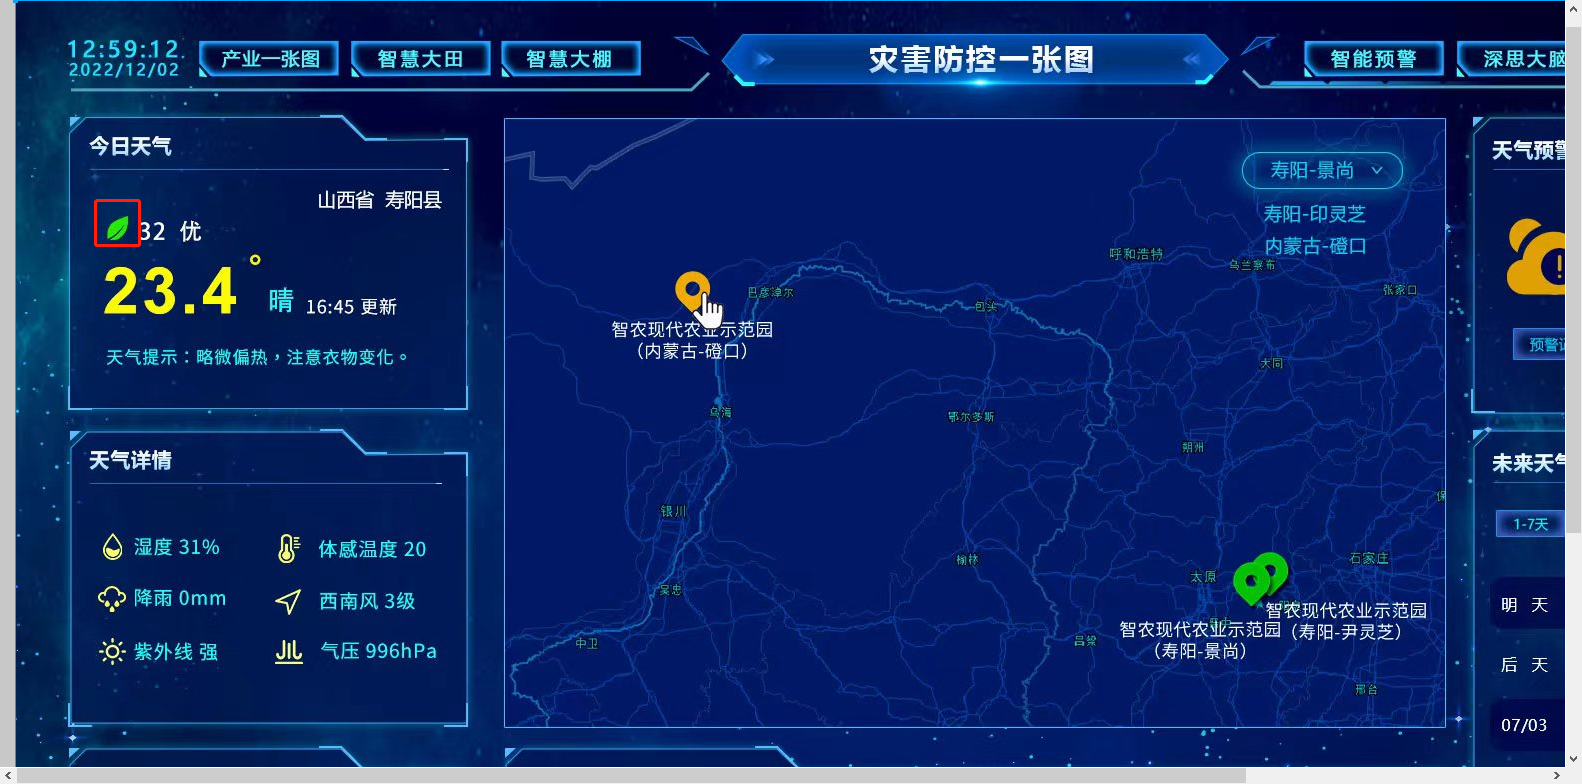 12:59:12
2022/12/02
产业一张图
智慧大田
智慧大棚
灾害防控一张图
智能预警
深思大脑
今日天气
山西省 寿阳县
32 优
23.4°
晴
16:45 更新
天气提示：略微偏热，注意衣物变化。
天气详情
湿度 31%
体感温度 20
降雨 0mm
西南风 3级
紫外线 强
气压 996hPa
寿阳-景尚
寿阳-印灵芝
内蒙古-磴口
呼和浩特
乌兰察布
张家口
巴彦淖尔
包头
智农现代农业示范园
（内蒙古-磴口）
大同
乌海
鄂尔多斯
朔州
保
银川
榆林
石家庄
太原
吴忠
智农现代农业示范园
（寿阳-尹灵芝）
智农现代农业示范园
（寿阳-景尚）
中卫
吕梁
邢台
天气预警
!
预警记
未来天气
1-7天
明 天
后 天
07/03